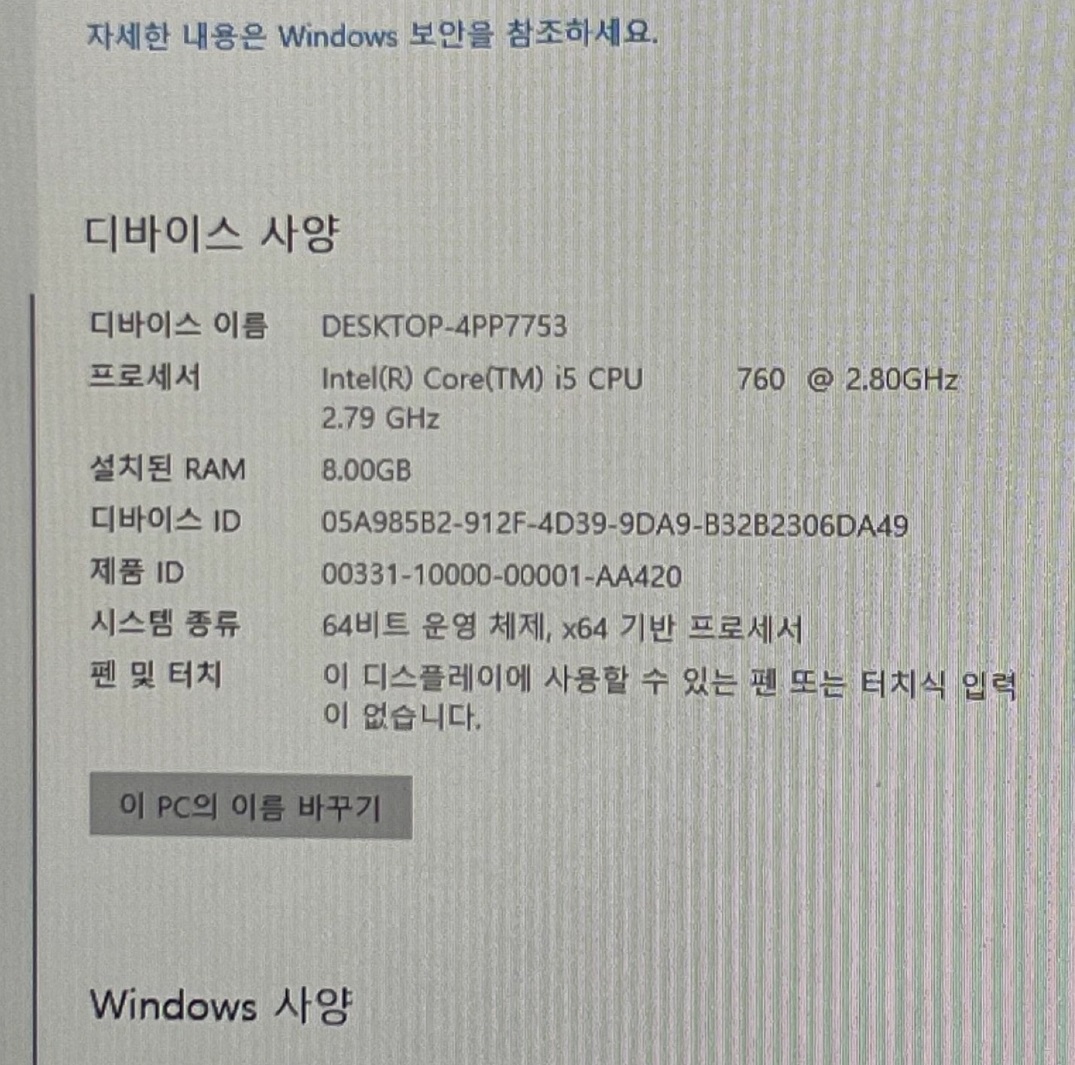 자세한 내용은 Windows 보안을 참조하세요.
디바이스 사양
디바이스 이름 DESKTOP-4PP7753
프로세서 Intel(R) Core(TM) i5 CPU 760 @ 2.80GHz
2.79 GHz
설치된 RAM 8.00GB
디바이스 ID 05A985B2-912F-4D39-9DA9-B32B2306DA49
제품 ID 00331-10000-00001-AA420
시스템 종류 64비트 운영 체제, x64 기반 프로세서
펜 및 터치 이 디스플레이에 사용할 수 있는 펜 또는 터치식 입력
이 없습니다.
이 PC의 이름 바꾸기
Windows 사양